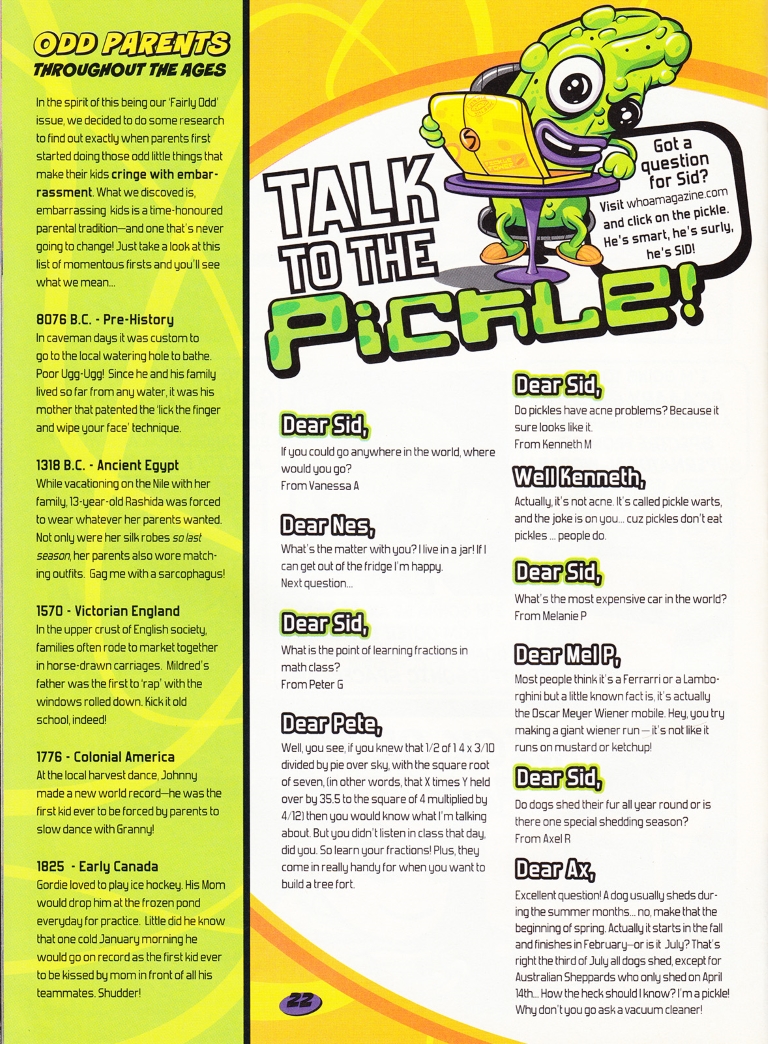 ODD PARENTS
THROUGHOUT THE AGES
In the spirit of this being our 'Fairly Odd'
issue, we decided to do some research
to find out exactly when parents first
started doing those odd little things that
make their kids cringe with embar-
rassment. What we discoved is,
embarrassing kids is a time-honoured
parental tradition—and one that's never
going to change! Just take a look at this
list of momentous firsts and you'll see
what we mean...
8076 B.C. - Pre-History
In caveman days it was custom to
go to the local watering hole to bathe.
Poor Ugg-Ugg! Since he and his family
lived so far from any water, it was his
mother that patented the 'lick the finger
and wipe your face' technique.
1318 B.C. - Ancient Egypt
While vacationing on the Nile with her
family, 13-year-old Rashida was forced
to wear whatever her parents wanted.
Not only were her silk robes so last
season, her parents also wore match-
ing outfits. Gag me with a sarcophagus!
1570 - Victorian England
In the upper crust of English society,
families often rode to market together
in horse-drawn carriages. Mildred's
father was the first to 'rap' with the
windows rolled down. Kick it old
school, indeed!
1776 - Colonial America
At the local harvest dance, Johnny
made a new world record—he was the
first kid ever to be forced by parents to
slow dance with Granny!
1825 - Early Canada
Gordie loved to play ice hockey. His Mom
would drop him at the frozen pond
everyday for practice. Little did he know
that one cold January morning he
would go on record as the first kid ever
to be kissed by mom in front of all his
teammates. Shudder!
TALK
TO THE
PiCKLE!
Got a
question
for Sid?
Visit whoamagazine.com
and click on the pickle.
He's smart, he's surly,
he's SID!
Dear Sid,
If you could go anywhere in the world, where
would you go?
From Vanessa A
Dear Nes,
What's the matter with you? I live in a jar! If I
can get out of the fridge I'm happy.
Next question...
Dear Sid,
What is the point of learning fractions in
math class?
From Peter G
Dear Pete,
Well, you see, if you knew that 1/2 of 1 4 x 3/10
divided by pie over sky, with the square root
of seven, (in other words, that X times Y held
over by 35.5 to the square of 4 multiplied by
4/12) then you would know what I'm talking
about. But you didn't listen in class that day,
did you. So learn your fractions! Plus, they
come in really handy for when you want to
build a tree fort.
Dear Sid,
Do pickles have acne problems? Because it
sure looks like it.
From Kenneth M
Well Kenneth,
Actually, it's not acne. It's called pickle warts,
and the joke is on you... cuz pickles don't eat
pickles ... people do.
Dear Sid,
What's the most expensive car in the world?
From Melanie P
Dear Mel P,
Most people think it's a Ferrarri or a Lambo-
rghini but a little known fact is, it's actually
the Oscar Meyer Wiener mobile. Hey, you try
making a giant wiener run — it's not like it
runs on mustard or ketchup!
Dear Sid,
Do dogs shed their fur all year round or is
there one special shedding season?
From Axel R
Dear Ax,
Excellent question! A dog usually sheds dur-
ing the summer months... no, make that the
beginning of spring. Actually it starts in the fall
and finishes in February—or is it July? That's
right the third of July all dogs shed, except for
Australian Sheppards who only shed on April
14th... How the heck should I know? I'm a pickle!
Why don't you go ask a vacuum cleaner!
22